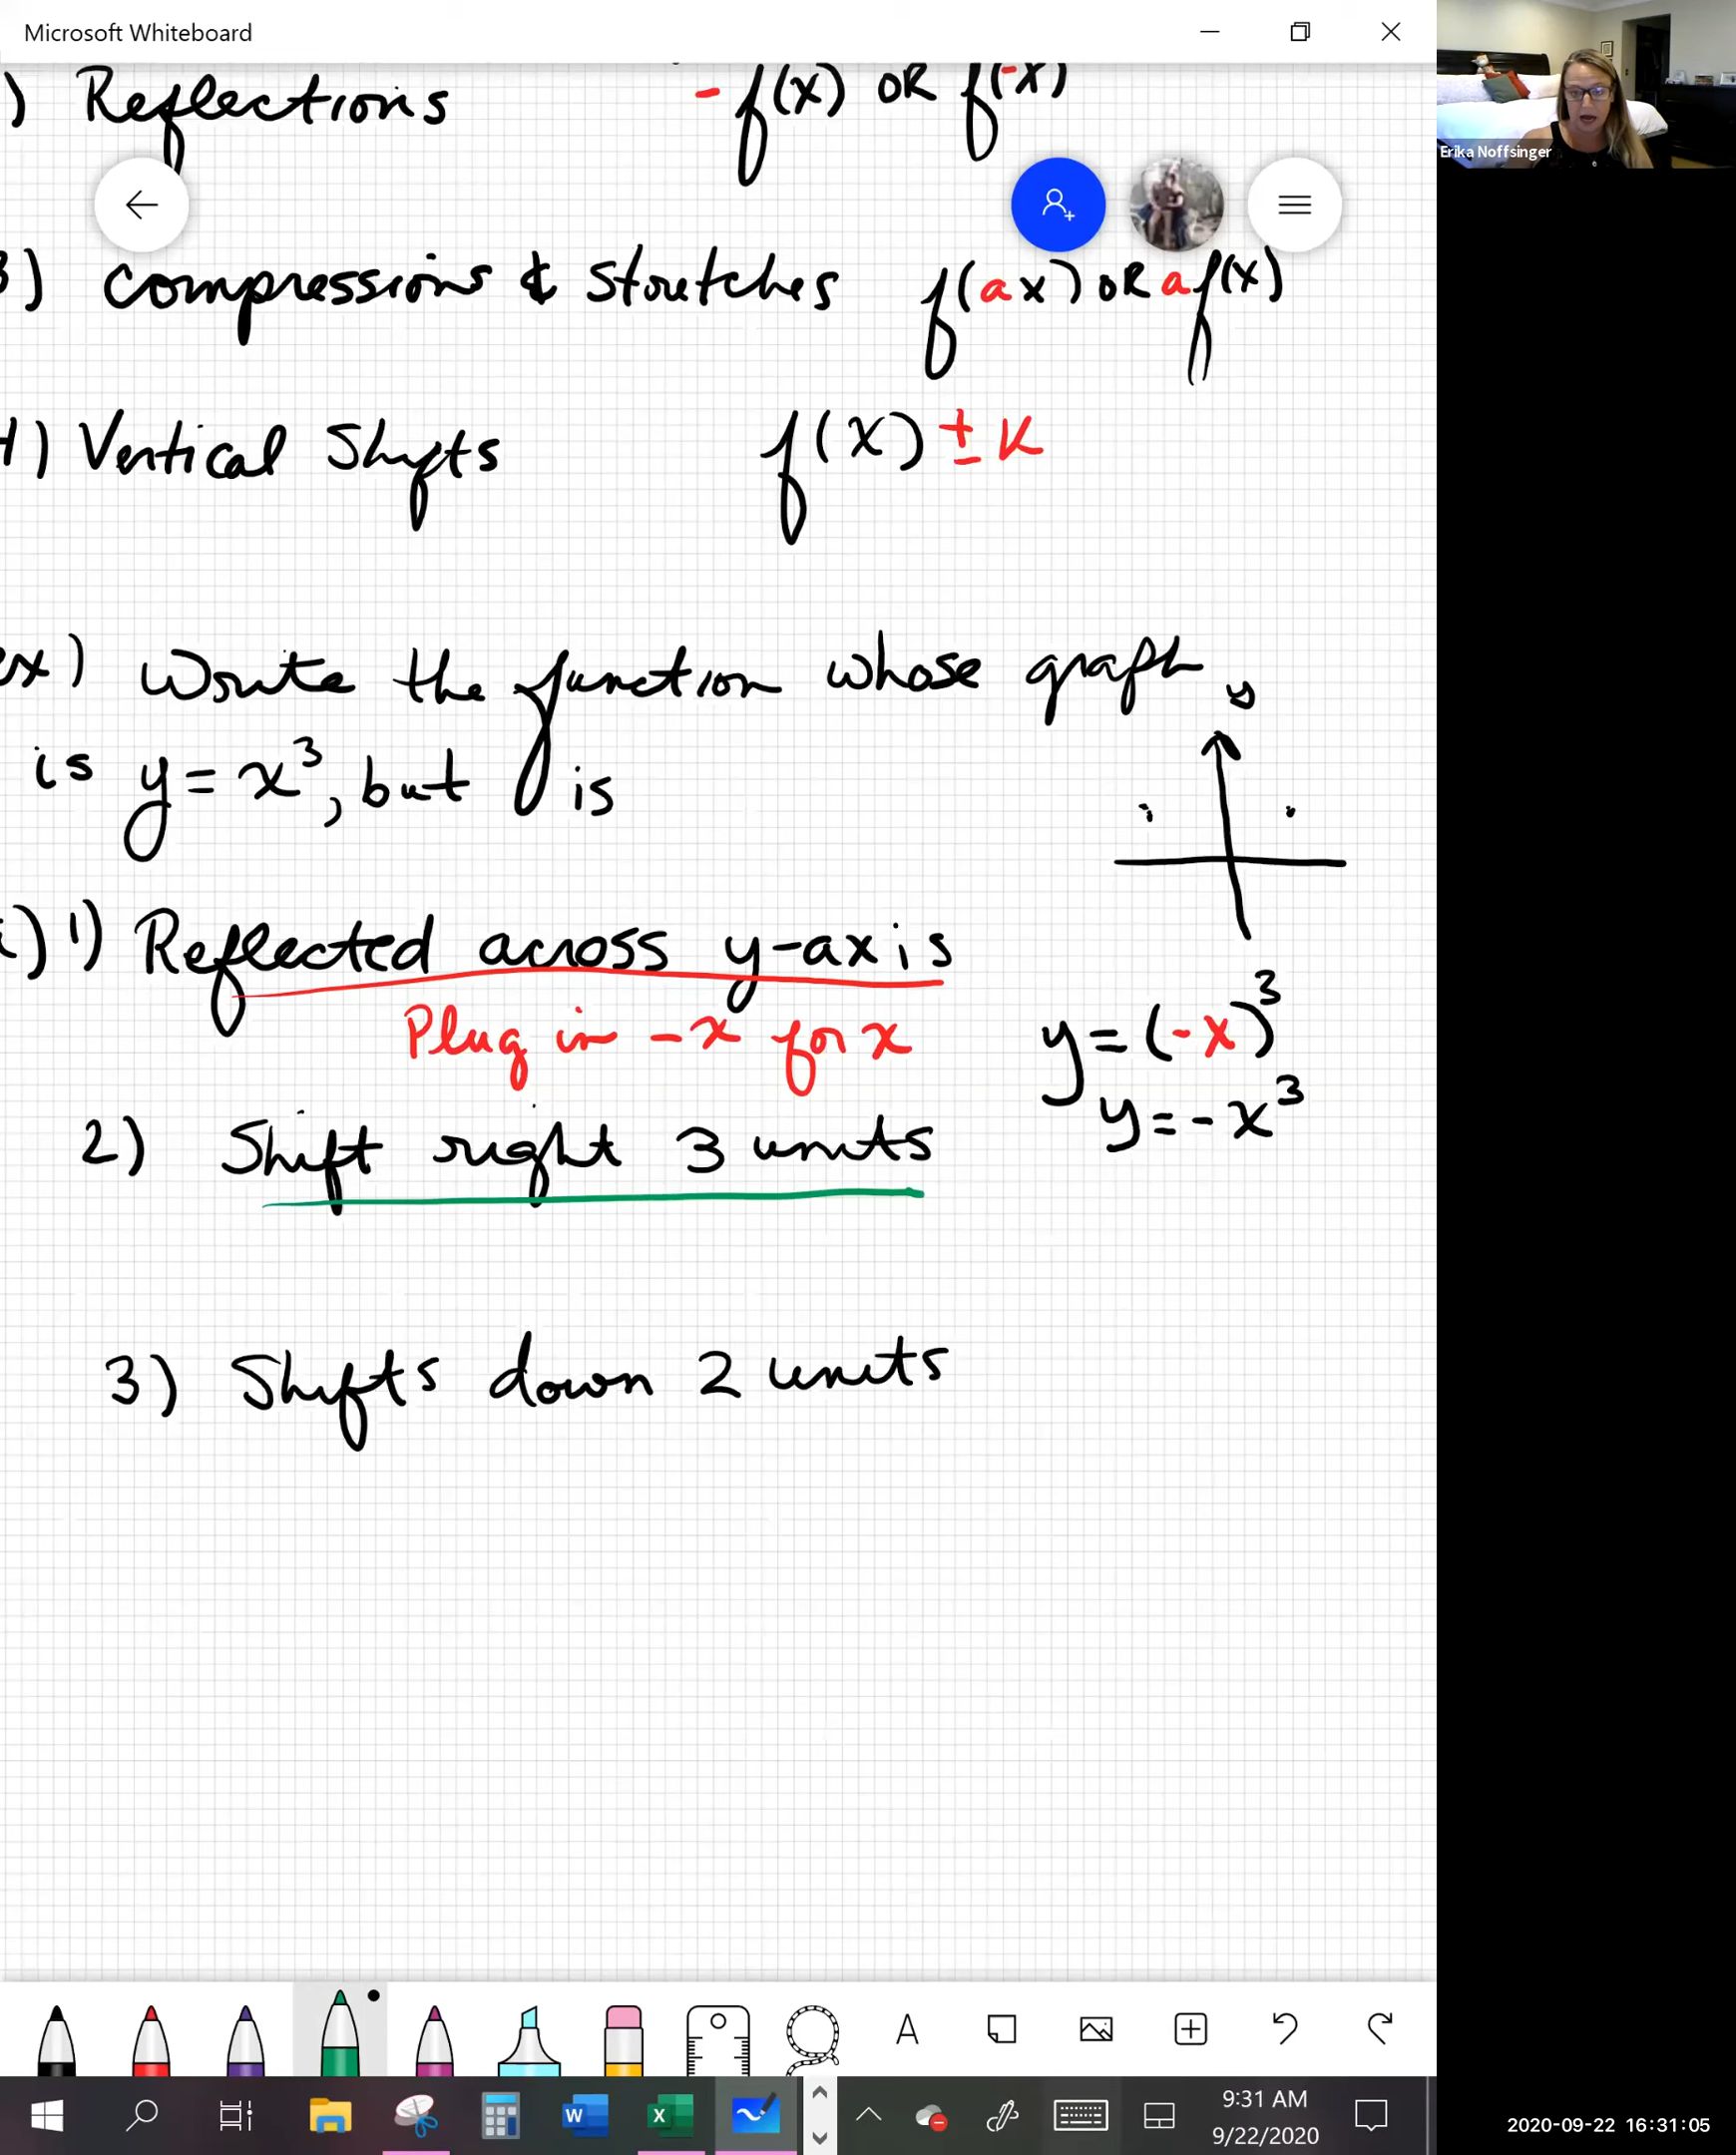 Microsoft Whiteboard
) Reflections -f(x) OR f(-x)
Erika Noffsinger
3) Compressions & Stretches f(ax) OR af(x)
4) Vertical Shifts f(x) ± K
ex) Write the function whose graph
is y = x³, but is
y
1) Reflected across y-axis
Plug in -x for x
y = (-x)³
y = -x³
2) Shift right 3 units
3) Shifts down 2 units
A
W
X
9:31 AM
9/22/2020
2020-09-22 16:31:05